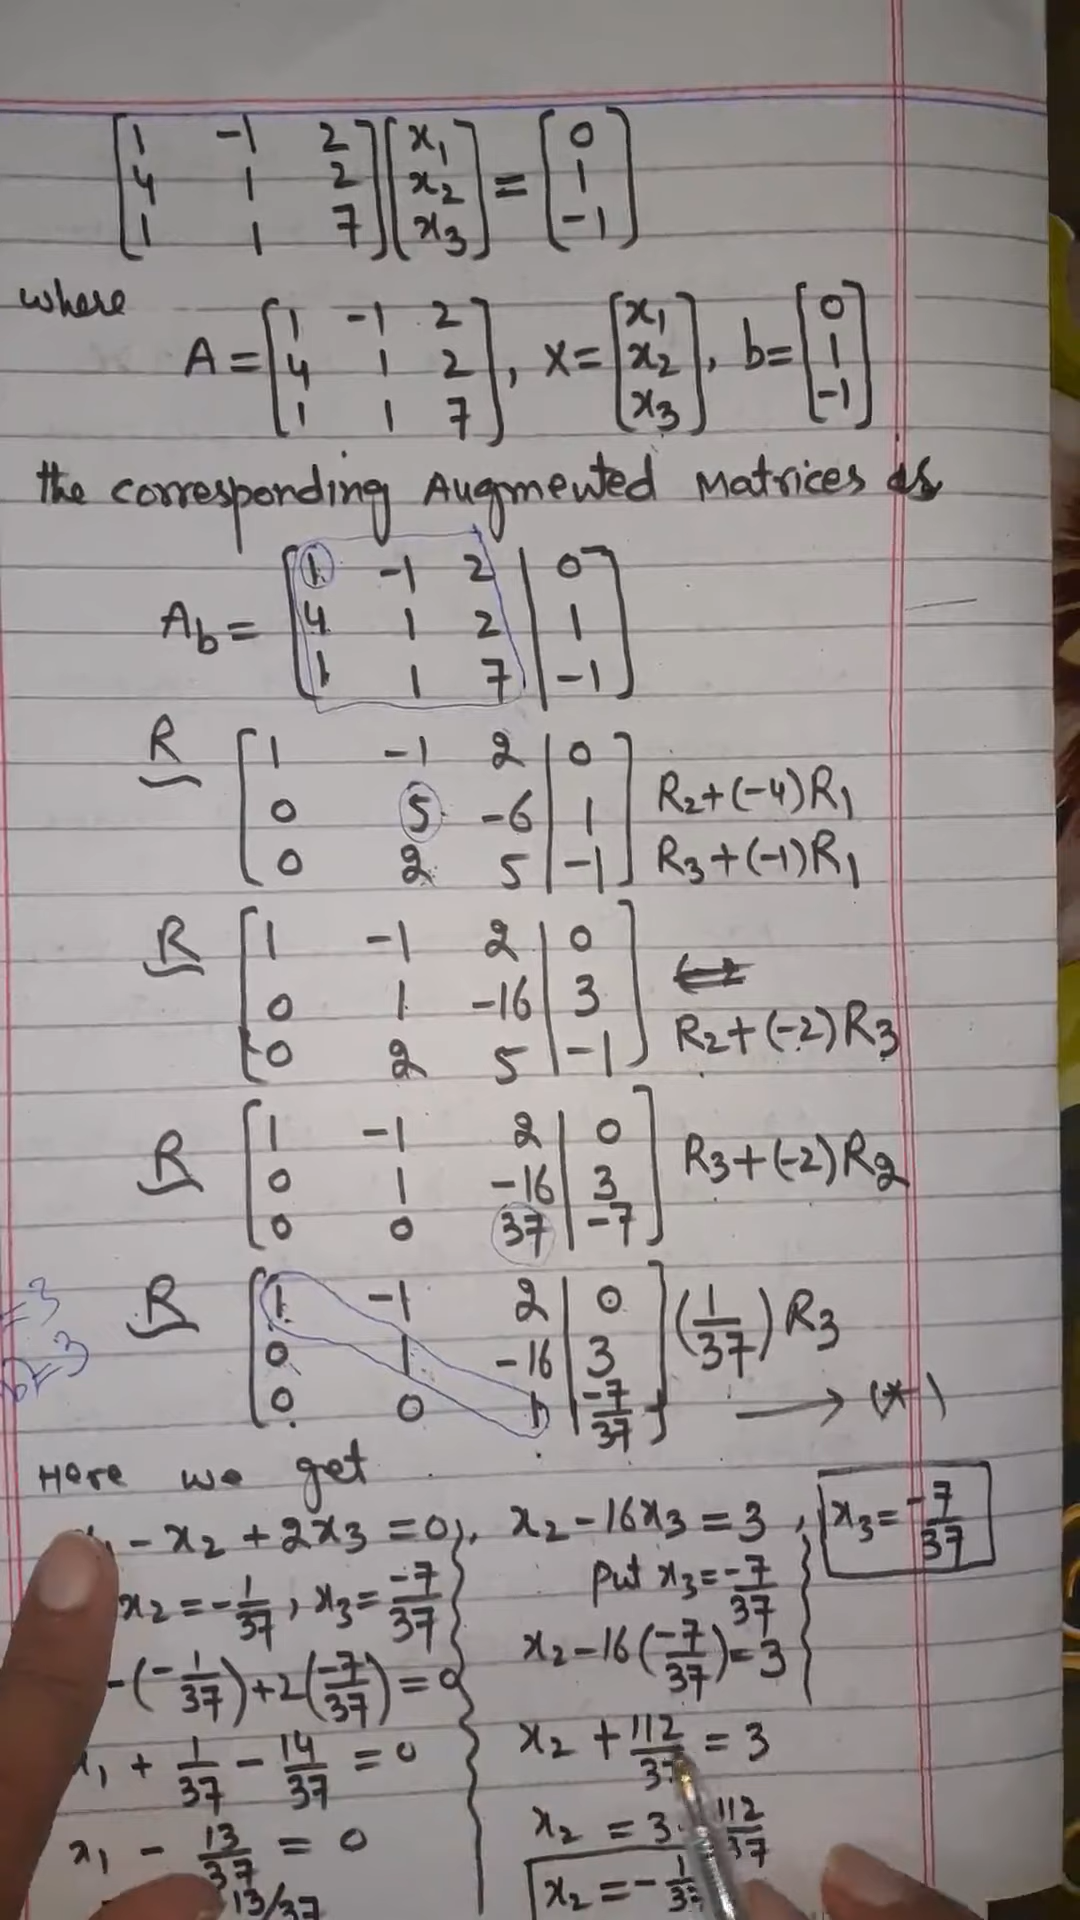 [1 -1 2] [x₁] = [0]
[4 1 2] [x₂] [1]
[1 1 7] [x₃] [-1]
where
A = [1 -1 2], X = [x₁], b = [0]
[4 1 2] [x₂] [1]
[1 1 7] [x₃] [-1]
the corresponding Augmented Matrices is
A_b = [1 -1 2 | 0]
[4 1 2 | 1]
[1 1 7 | -1]
R [1 -1 2 | 0]
[0 5 -6 | 1] R₂+(-4)R₁
[0 2 5 | -1] R₃+(-1)R₁
R [1 -1 2 | 0]
[0 1 -16 | 3]
[0 2 5 | -1] R₂+(-2)R₃
R [1 -1 2 | 0] R₃+(-2)R₂
[0 1 -16 | 3]
[0 0 37 | -7]
=3
=3
R [1 -1 2 | 0] (1/37)R₃
[0 1 -16 | 3]
[0 0 1 | -7/37] → (*)
Here we get
- x₂ + 2x₃ = 0, x₂ - 16x₃ = 3, x₃ = -7/37
x₂ = -1/37, x₃ = -7/37
-(-1/37) + 2(-7/37) = 0
x₁ + 1/37 - 14/37 = 0
x₁ - 13/37 = 0
13/37
Put x₃ = -7/37
x₂ - 16(-7/37) = 3
x₂ + 112/37 = 3
x₂ = 3 112/37
x₂ = -1/3